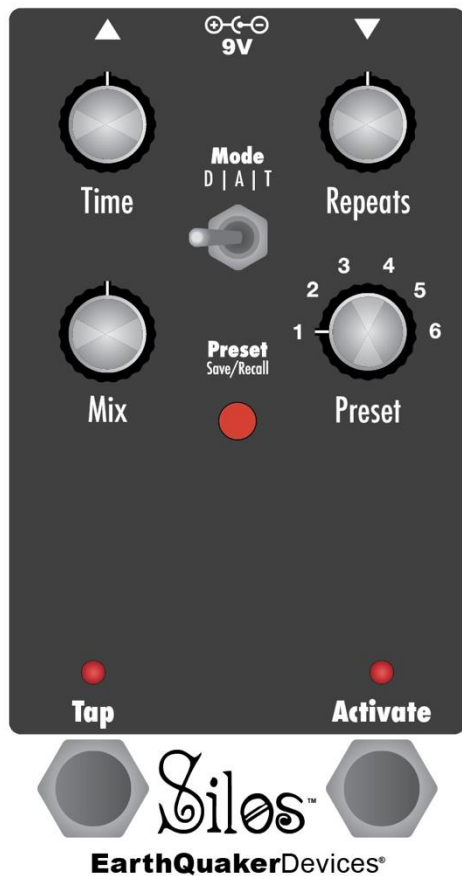 9V
Mode
D | A | T
Time
Repeats
3 4
2 5
1 6
Preset
Save/Recall
Mix
Preset
Tap
Activate
Silos™
EarthQuakerDevices®